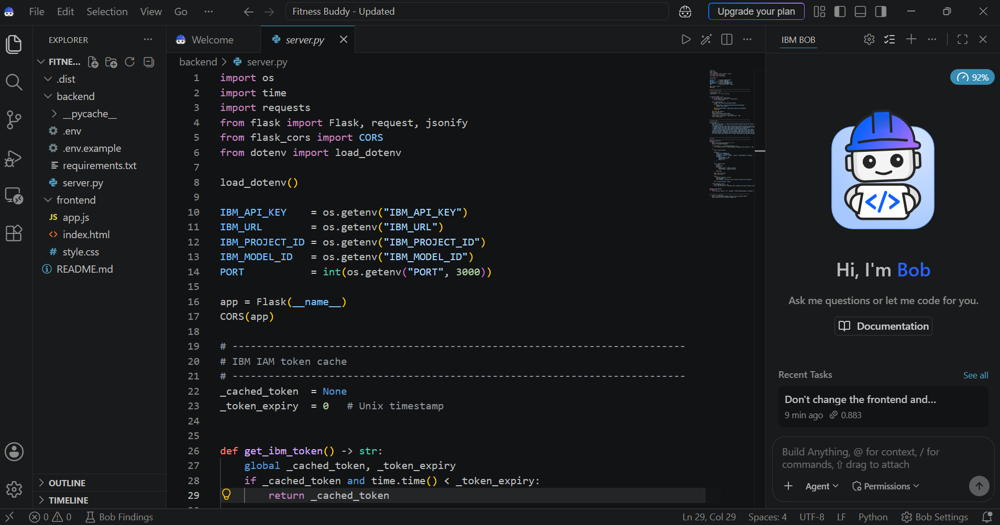 File Edit Selection View Go ··· Fitness Buddy - Updated Upgrade your plan
EXPLORER
FITNE...
.dist
backend
__pycache__
.env
.env.example
requirements.txt
server.py
frontend
JS app.js
<> index.html
# style.css
README.md
OUTLINE
TIMELINE
Welcome server.py
backend > server.py
1 import os
2 import time
3 import requests
4 from flask import Flask, request, jsonify
5 from flask_cors import CORS
6 from dotenv import load_dotenv
7
8 load_dotenv()
9
10 IBM_API_KEY = os.getenv("IBM_API_KEY")
11 IBM_URL = os.getenv("IBM_URL")
12 IBM_PROJECT_ID = os.getenv("IBM_PROJECT_ID")
13 IBM_MODEL_ID = os.getenv("IBM_MODEL_ID")
14 PORT = int(os.getenv("PORT", 3000))
15
16 app = Flask(__name__)
17 CORS(app)
18
19 # ---------------------------------------------------------------------------
20 # IBM IAM token cache
21 # ---------------------------------------------------------------------------
22 _cached_token = None
23 _token_expiry = 0 # Unix timestamp
24
25
26 def get_ibm_token() -> str:
27 global _cached_token, _token_expiry
28 if _cached_token and time.time() < _token_expiry:
29 return _cached_token
IBM BOB
92%
</>
Hi, I'm Bob
Ask me questions or let me code for you.
Documentation
Recent Tasks See all
Don't change the frontend and...
9 min ago 0.883
Build Anything, @ for context, / for
commands, ⇧ drag to attach
Agent Permissions
0 0 Bob Findings Ln 29, Col 29 Spaces: 4 UTF-8 LF Python Bob Settings